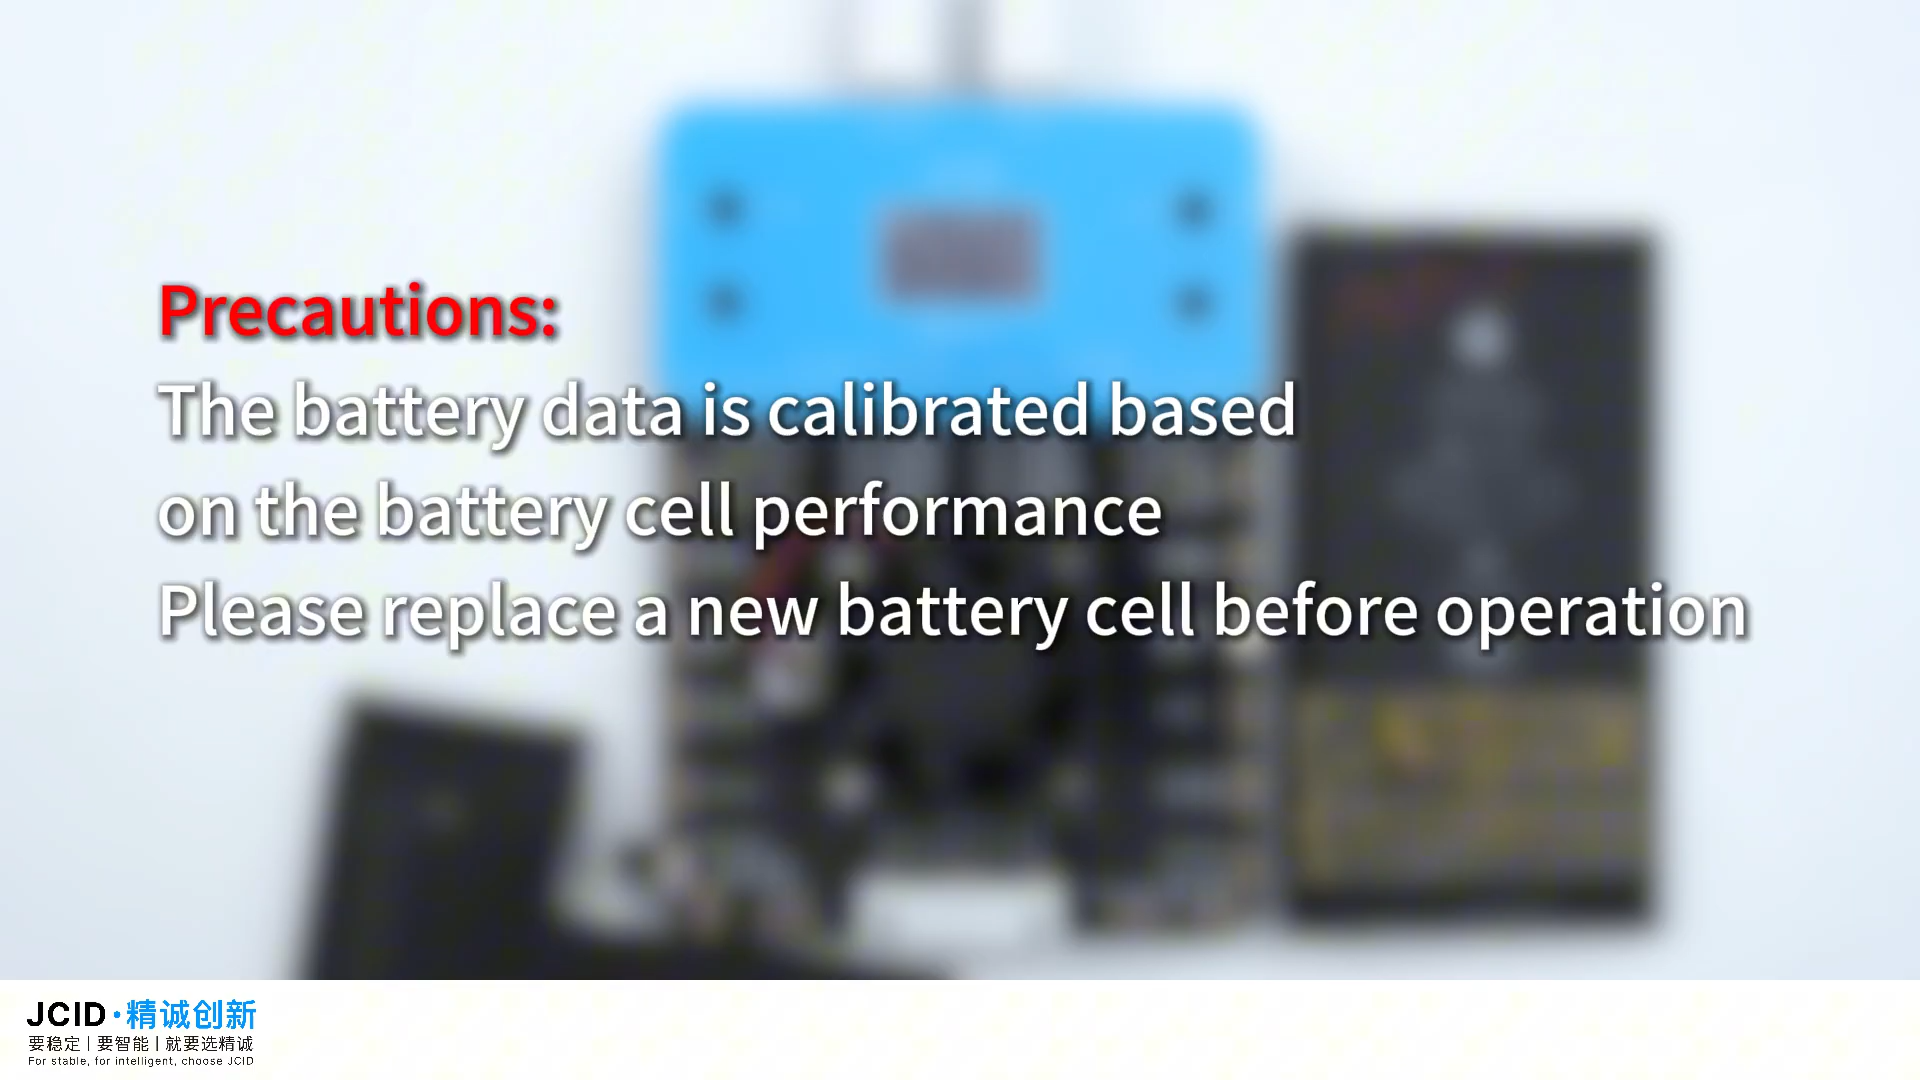 Precautions:
The battery data is calibrated based
on the battery cell performance
Please replace a new battery cell before operation
JCID·精诚创新
要稳定丨要智能丨就要选精诚
For stable, for intelligent, choose JCID